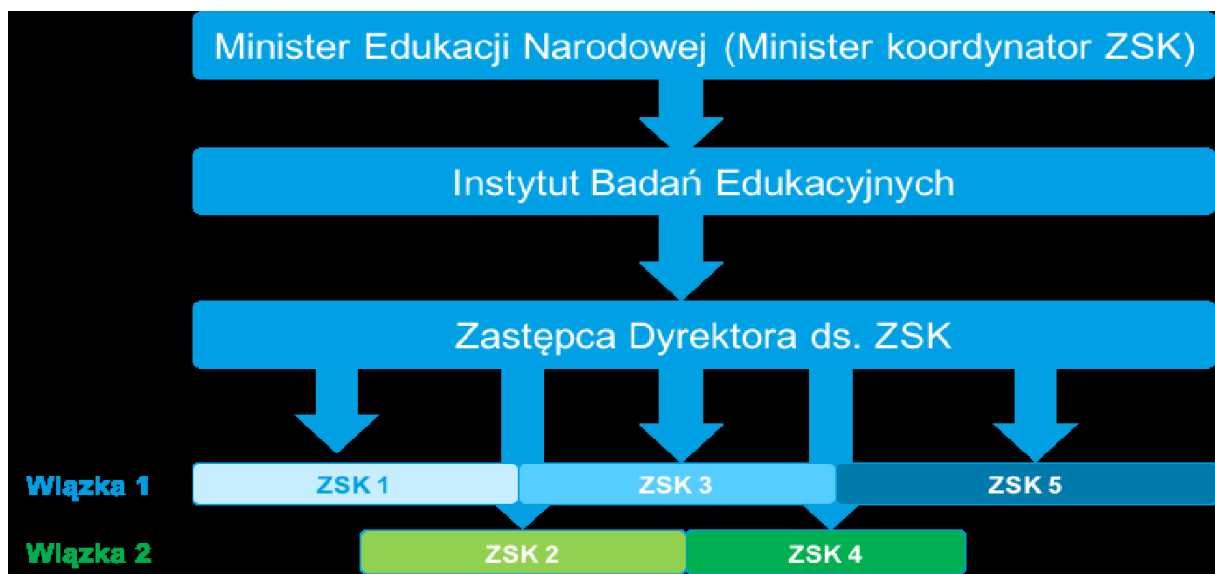 Minister Edukacji Narodowej (Minister koordynator ZSK)
Instytut Badań Edukacyjnych
Zastępca Dyrektora ds. ZSK
Wiązka 1
ZSK 1
ZSK 3
ZSK 5
Wiązka 2
ZSK 2
ZSK 4